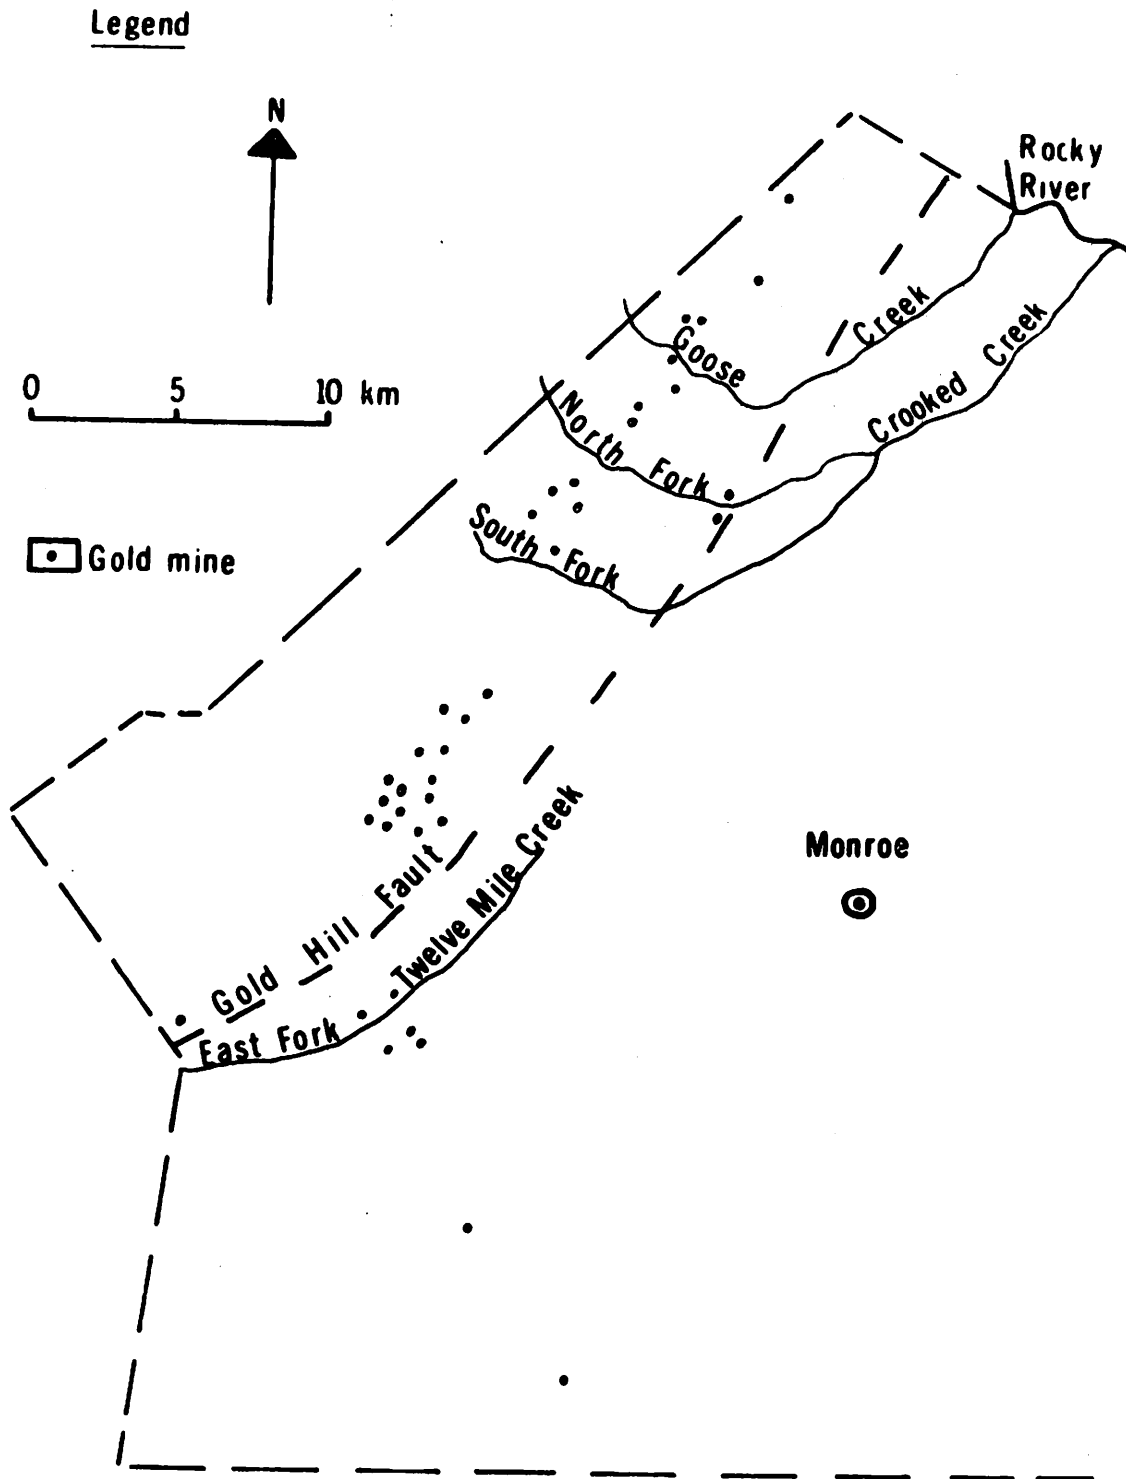 Legend
N
Rocky
River
0 5 10 km
Goose Creek
Crooked Creek
North Fork
Gold mine
South Fork
Monroe
Gold Hill Fault
Twelve Mile Creek
East Fork